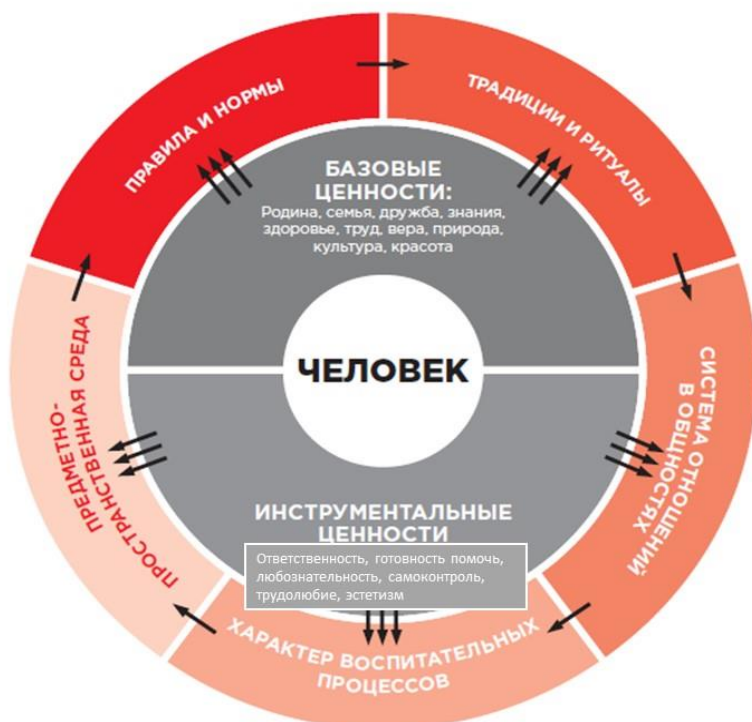 ПРАВИЛА И НОРМЫ
ТРАДИЦИИ И РИТУАЛЫ
БАЗОВЫЕ
ЦЕННОСТИ:
Родина, семья, дружба, знания,
здоровье, труд, вера, природа,
культура, красота
ЧЕЛОВЕК
ПРЕДМЕТНО-
ПРОСТРАНСТВЕННАЯ СРЕДА
СИСТЕМА ОТНОШЕНИЙ
В ОБЩНОСТЯХ
ИНСТРУМЕНТАЛЬНЫЕ
ЦЕННОСТИ
Ответственность, готовность помочь,
любознательность, самоконтроль,
трудолюбие, эстетизм
ХАРАКТЕР ВОСПИТАТЕЛЬНЫХ
ПРОЦЕССОВ